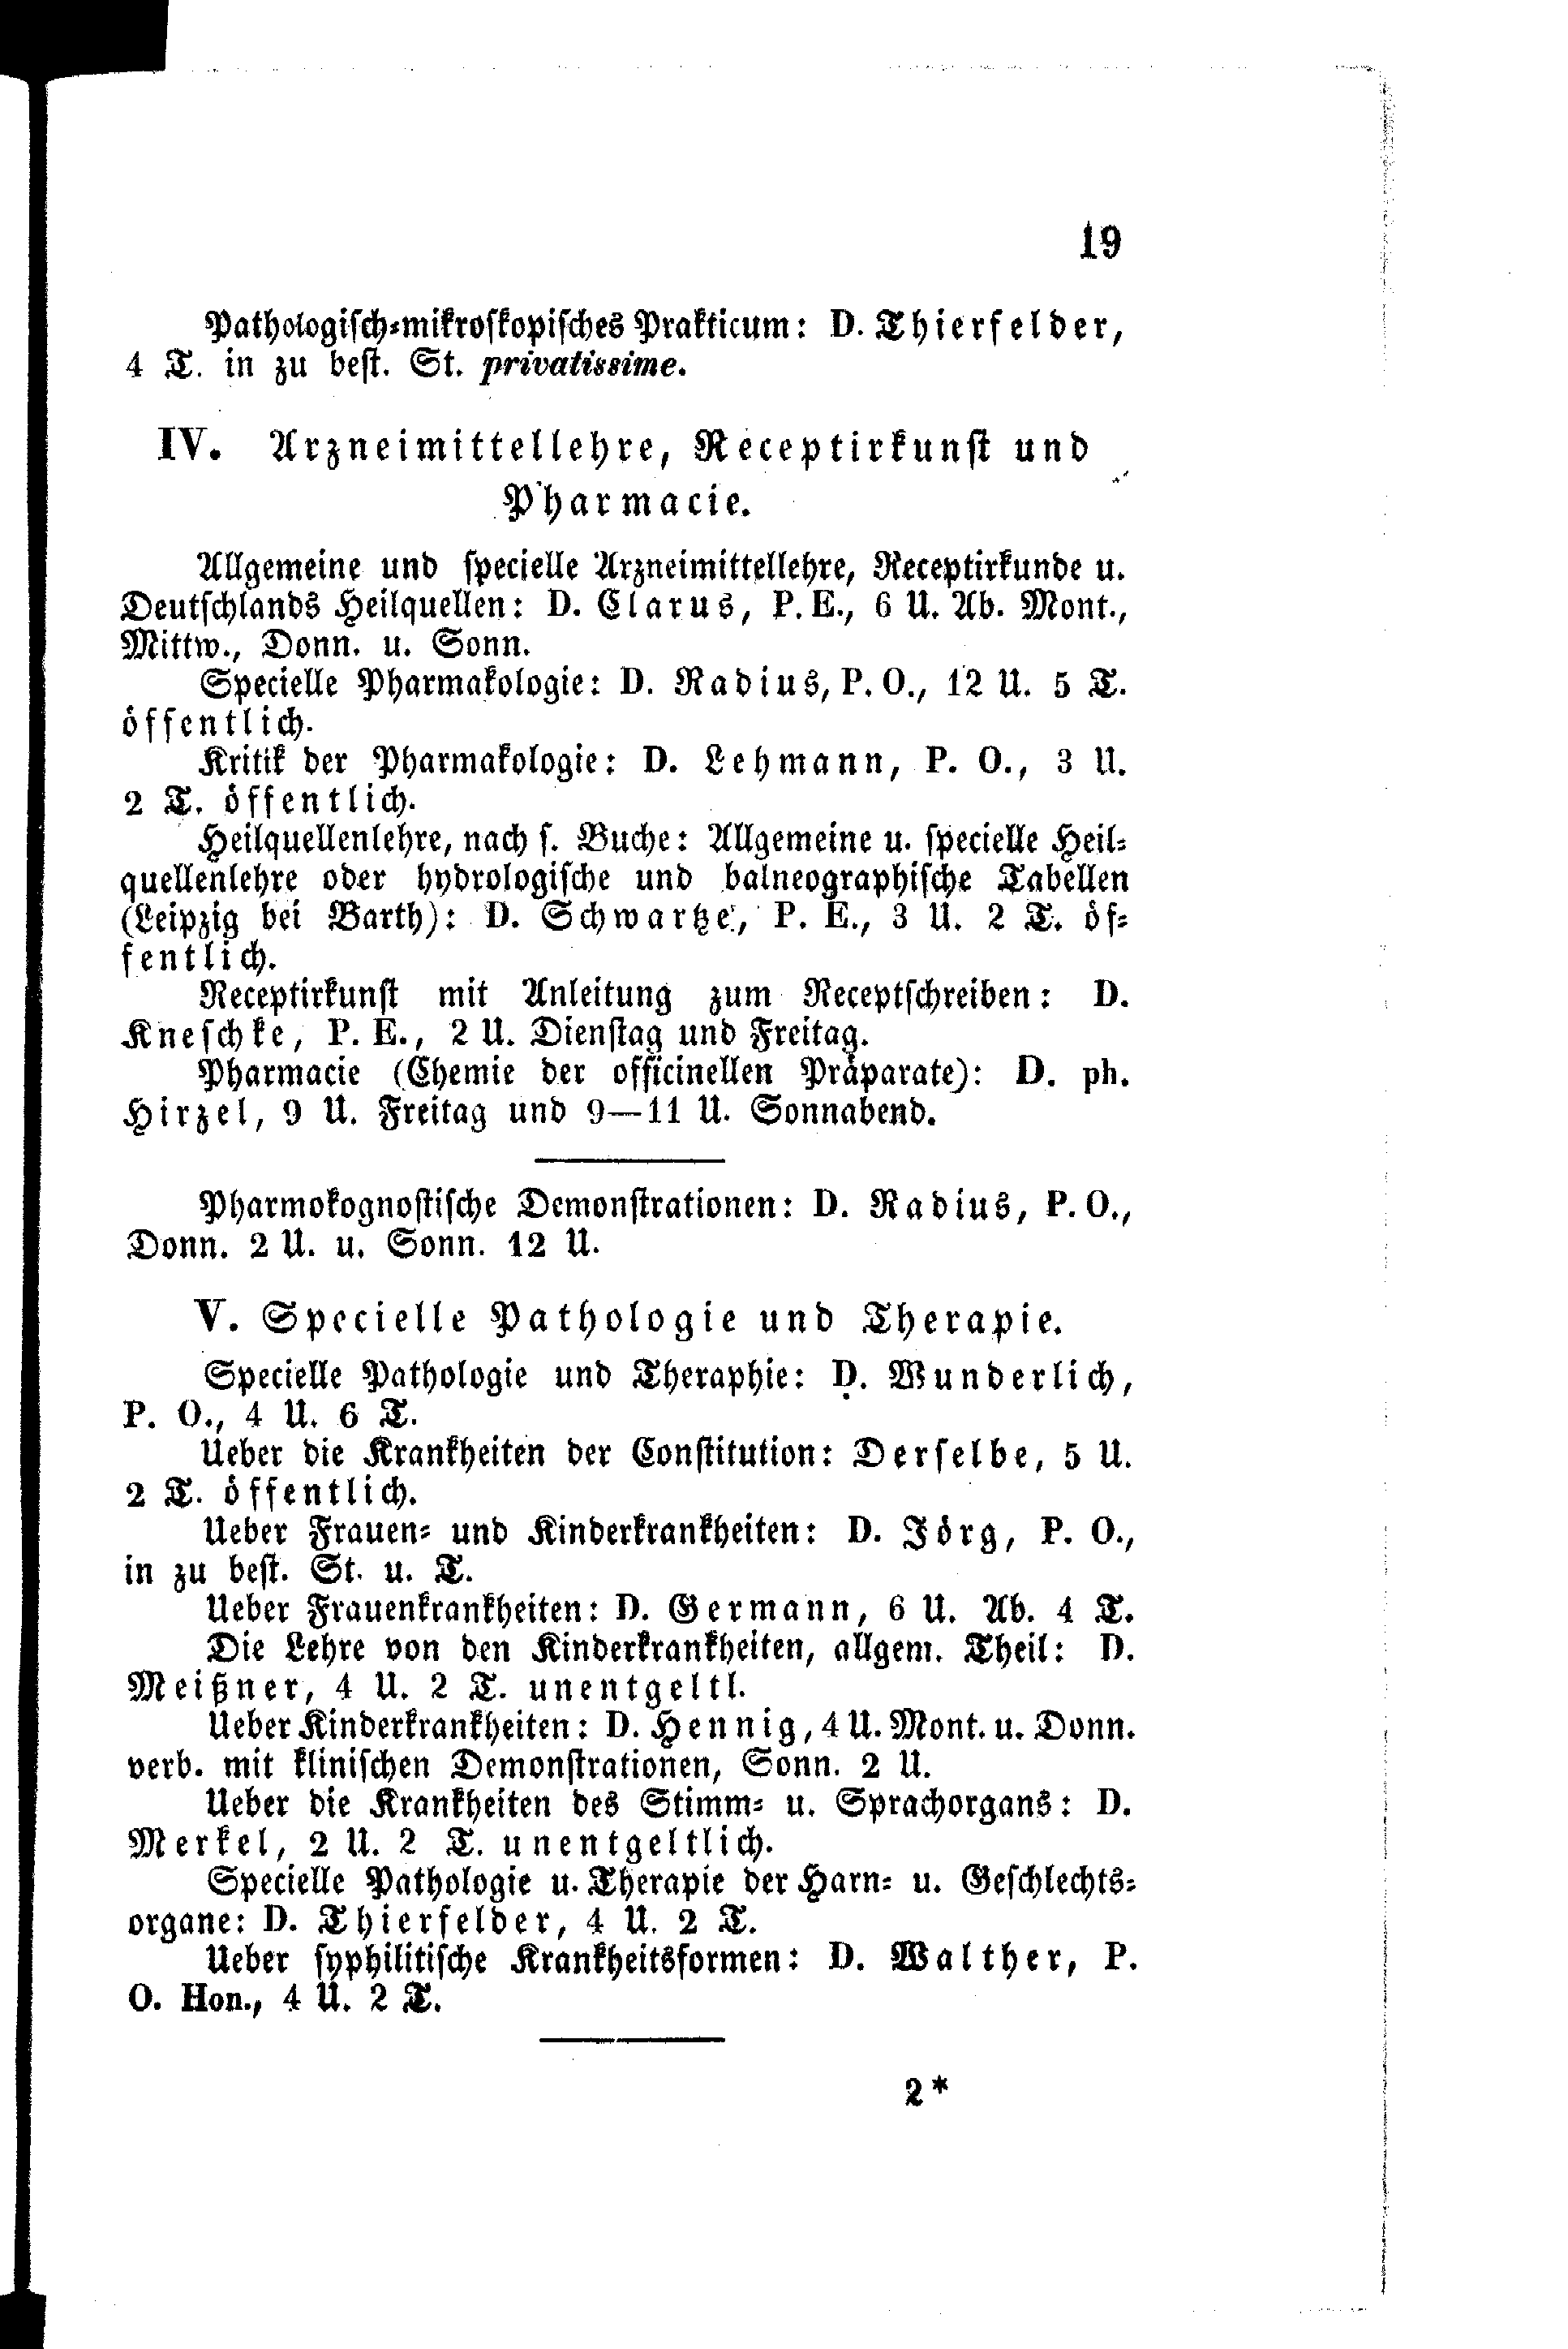 19
Pathologisch-mikroskopisches Prakticum: D. Thierfelder,
4 T. in zu best. St. privatissime.
IV. Arzneimittellehre, Receptirkunst und
Pharmacie.
Allgemeine und specielle Arzneimittellehre, Receptirkunde u.
Deutschlands Heilquellen: D. Clarus, P. E., 6 U. Ab. Mont.,
Mittw., Donn. u. Sonn.
Specielle Pharmakologie: D. Radius, P. O., 12 U. 5 T.
öffentlich.
Kritik der Pharmakologie: D. Lehmann, P. O., 3 U.
2 T. öffentlich.
Heilquellenlehre, nach s. Buche: Allgemeine u. specielle Heil-
quellenlehre oder hydrologische und balneographische Tabellen
(Leipzig bei Barth): D. Schwartze, P. E., 3 U. 2 T. öf-
fentlich.
Receptirkunst mit Anleitung zum Receptschreiben: D.
Kneschke, P. E., 2 U. Dienstag und Freitag.
Pharmacie (Chemie der officinellen Präparate): D. ph.
Hirzel, 9 U. Freitag und 9—11 U. Sonnabend.
Pharmokognostische Demonstrationen: D. Radius, P. O.,
Donn. 2 U. u. Sonn. 12 U.
V. Specielle Pathologie und Therapie.
Specielle Pathologie und Theraphie: D. Wunderlich,
P. O., 4 U. 6 T.
Ueber die Krankheiten der Constitution: Derselbe, 5 U.
2 T. öffentlich.
Ueber Frauen- und Kinderkrankheiten: D. Jörg, P. O.,
in zu best. St. u. T.
Ueber Frauenkrankheiten: D. Germann, 6 U. Ab. 4 T.
Die Lehre von den Kinderkrankheiten, allgem. Theil: D.
Meißner, 4 U. 2 T. unentgeltl.
Ueber Kinderkrankheiten: D. Hennig, 4 U. Mont. u. Donn.
verb. mit klinischen Demonstrationen, Sonn. 2 U.
Ueber die Krankheiten des Stimm- u. Sprachorgans: D.
Merkel, 2 U. 2 T. unentgeltlich.
Specielle Pathologie u. Therapie der Harn- u. Geschlechts-
organe: D. Thierfelder, 4 U. 2 T.
Ueber syphilitische Krankheitsformen: D. Walther, P.
O. Hon., 4 U. 2 T.
2*